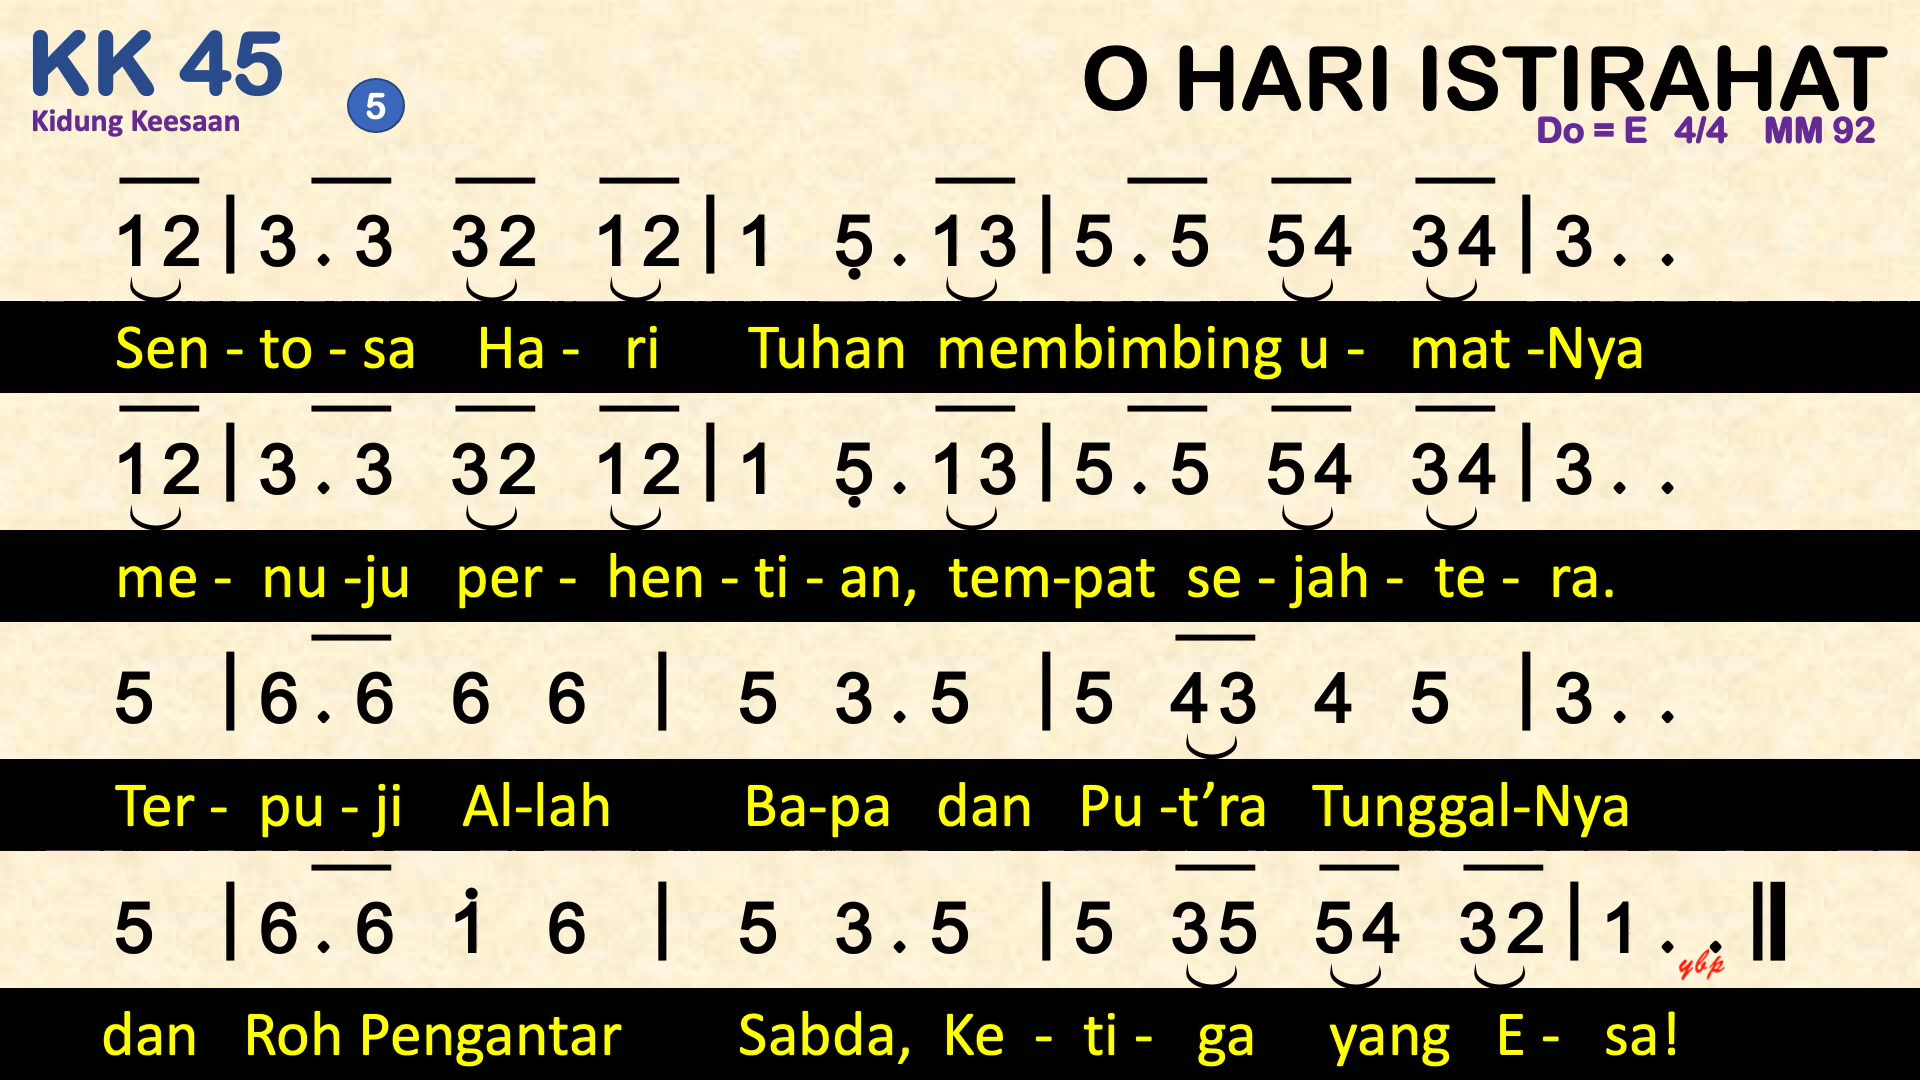 KK 45
Kidung Keesaan
5
O HARI ISTIRAHAT
Do = E 4/4 MM 92
12 | 3 . 3 32 12 | 1 5̣ . 13 | 5 . 5 54 34 | 3 . .
Sen - to - sa Ha - ri Tuhan membimbing u - mat -Nya
12 | 3 . 3 32 12 | 1 5̣ . 13 | 5 . 5 54 34 | 3 . .
me - nu -ju per - hen - ti - an, tem-pat se - jah - te - ra.
5 | 6 . 6 6 6 | 5 3 . 5 | 5 43 4 5 | 3 . .
Ter - pu - ji Al-lah Ba-pa dan Pu -t’ra Tunggal-Nya
5 | 6 . 6 1̇ 6 | 5 3 . 5 | 5 35 54 32 | 1 . . ||
ybp
dan Roh Pengantar Sabda, Ke - ti - ga yang E - sa!